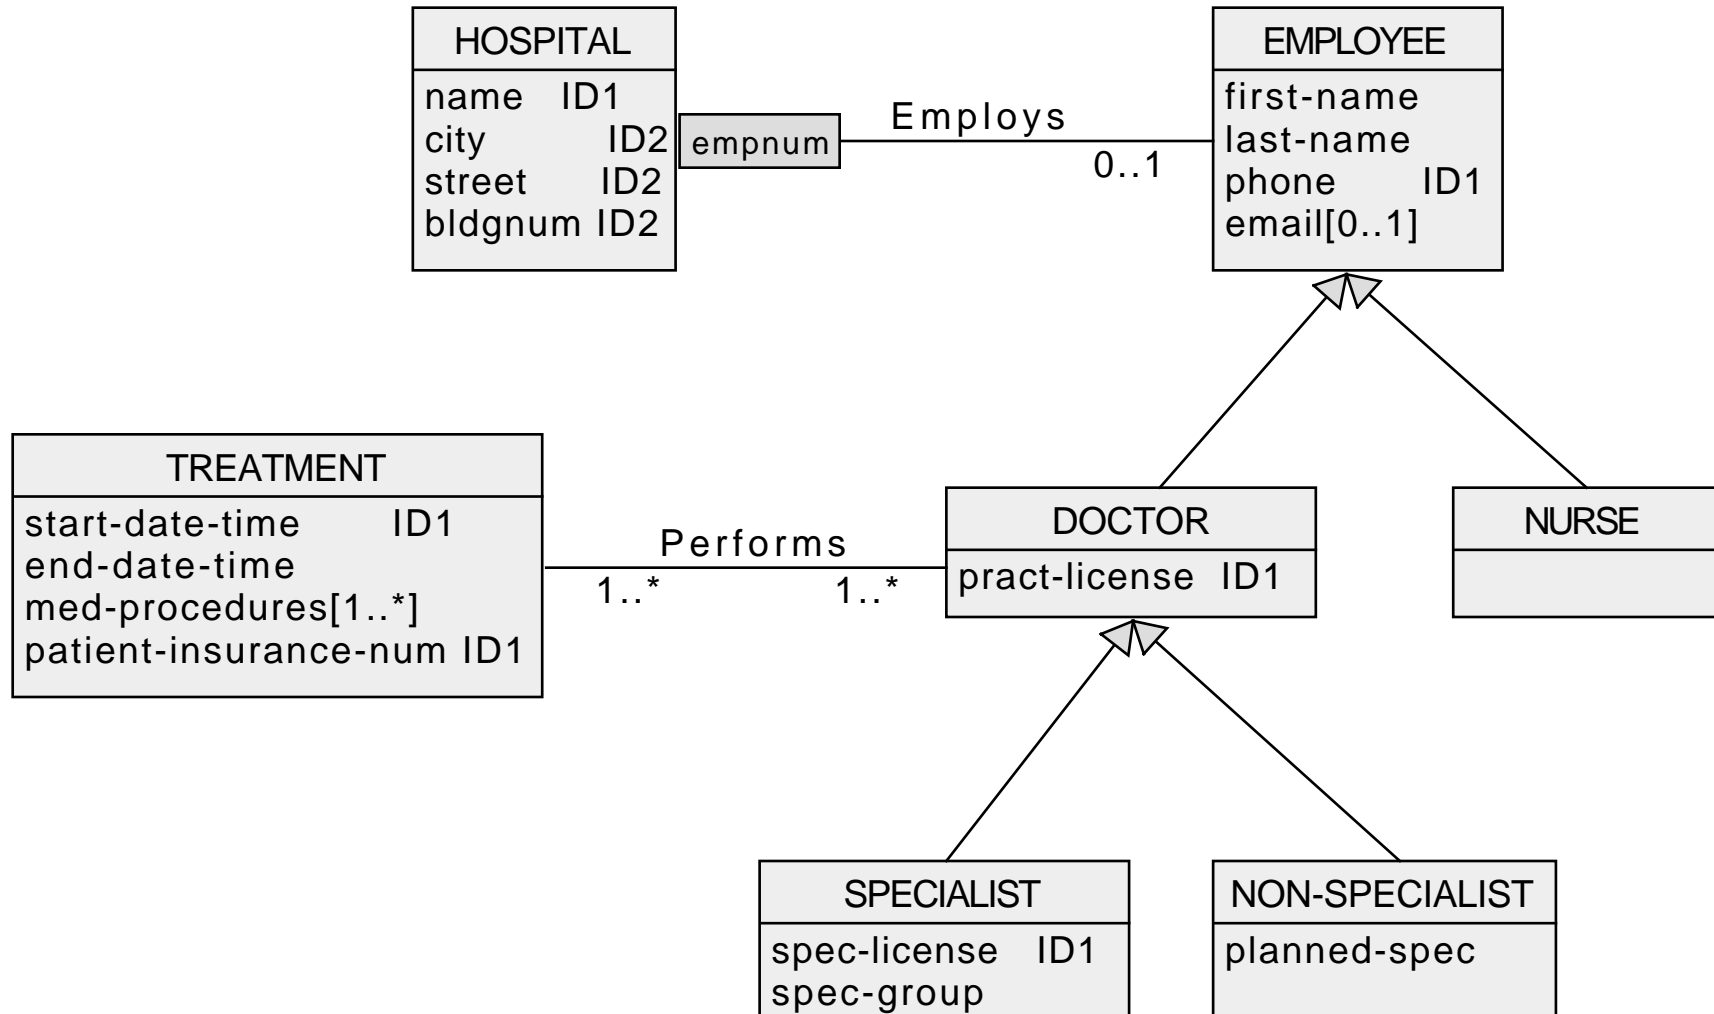 HOSPITAL
name ID1
city ID2
street ID2
bldgnum ID2
empnum
Employs
0..1
EMPLOYEE
first-name
last-name
phone ID1
email[0..1]
TREATMENT
start-date-time ID1
end-date-time
med-procedures[1..*]
patient-insurance-num ID1
Performs
1..* 1..*
DOCTOR
pract-license ID1
NURSE
SPECIALIST
spec-license ID1
spec-group
NON-SPECIALIST
planned-spec